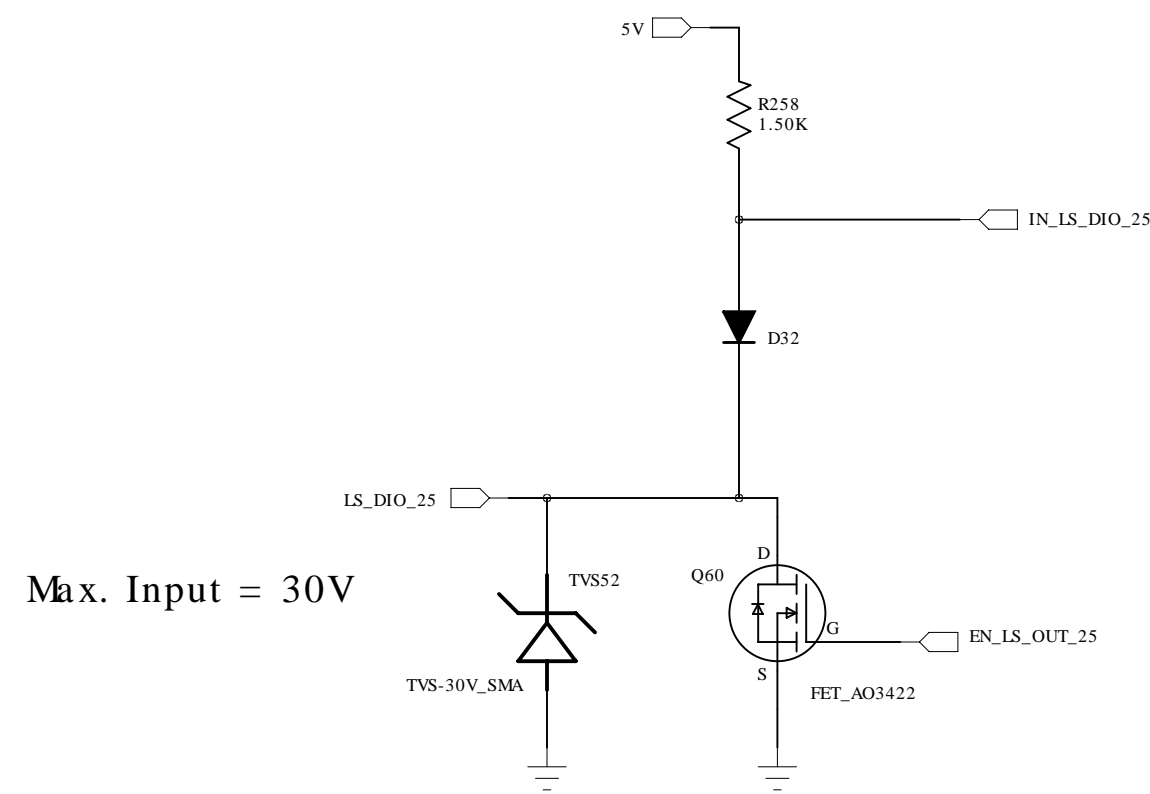 5V
R258
1.50K
IN_LS_DIO_25
D32
LS_DIO_25
D
Q60
TVS52
Max. Input = 30V
G
EN_LS_OUT_25
S
TVS-30V_SMA
FET_AO3422